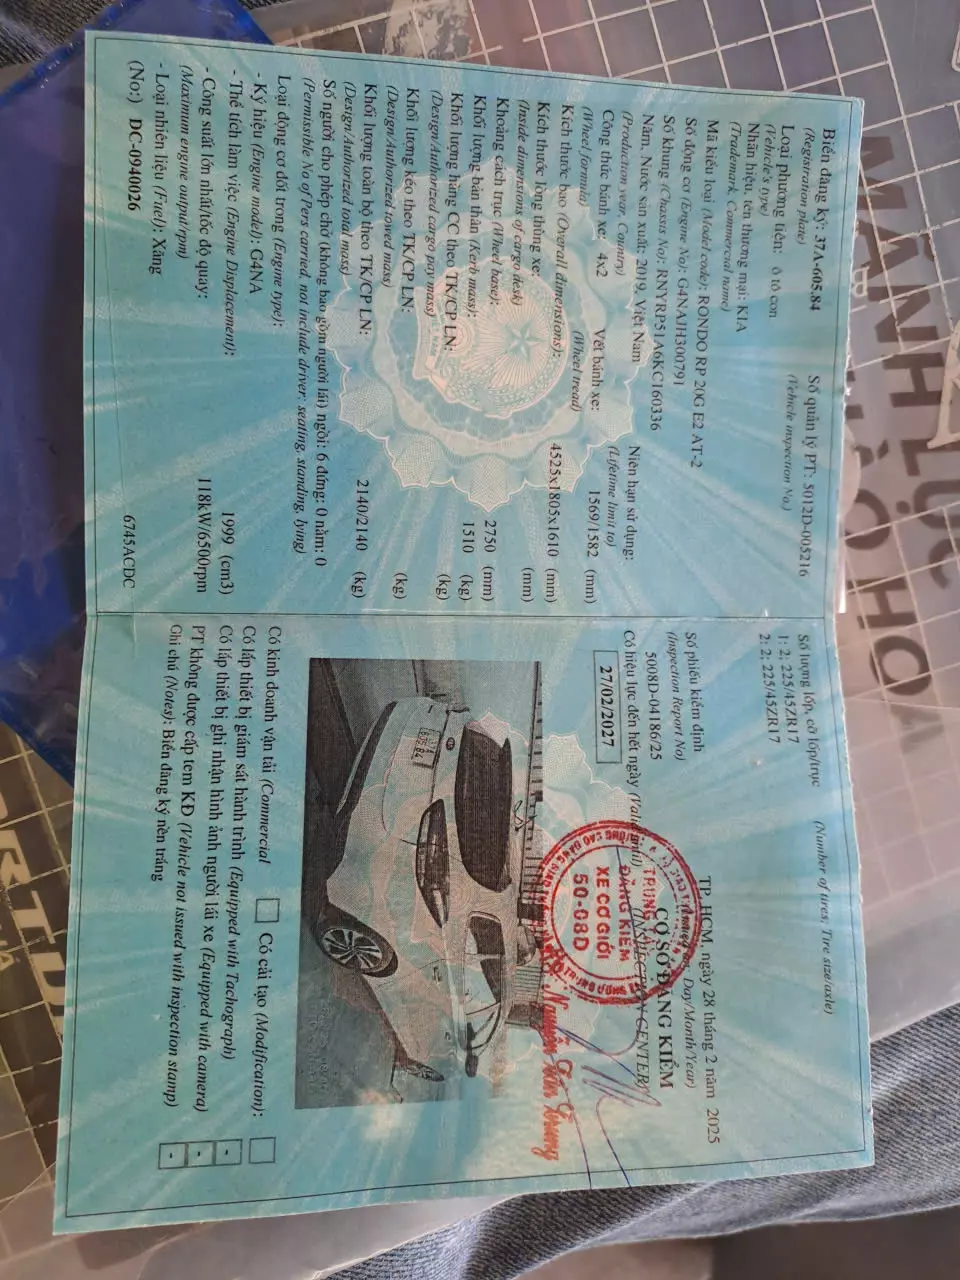 Biển đăng ký: 37A-605.84 Số quản lý PT: 5012D-005216
(Registration plate) (Vehicle inspection No.)
Loại phương tiện: ô tô con
(Vehicle's type)
Nhãn hiệu, tên thương mại: KIA
(Trademark, Commercial name)
Mã kiểu loại (Model code): RONDO RP 20G E2 AT-2
Số động cơ (Engine No): G4NAJH300791
Số khung (Chassis No): RNYRP51A6KC160336
Năm, Nước sản xuất: 2019, Việt Nam Niên hạn sử dụng:
(Production year, Country) (Lifetime limit to)
Công thức bánh xe: 4x2 Vết bánh xe: 1569/1582 (mm)
(Wheel formula) (Wheel tread)
Kích thước bao (Overall dimensions): 4525x1805x1610 (mm)
Kích thước lòng thùng xe: (mm)
(Inside dimensions of cargo desk)
Khoảng cách trục (Wheel base): 2750 (mm)
Khối lượng bản thân (Kerb mass): 1510 (kg)
Khối lượng hàng CC theo TK/CP LN: (kg)
(Design/Authorized cargo pay mass)
Khối lượng kéo theo TK/CP LN: (kg)
(Design/Authorized towed mass)
Khối lượng toàn bộ theo TK/CP LN: 2140/2140 (kg)
(Design/Authorized total mass)
Số người cho phép chở (không bao gồm người lái) ngồi: 6 đứng: 0 nằm: 0
(Permissible No of Pers carried, not include driver: seating, standing, lying)
Loại động cơ đốt trong (Engine type):
- Ký hiệu (Engine model): G4NA
- Thể tích làm việc (Engine Displacement): 1999 (cm3)
- Công suất lớn nhất/tốc độ quay: 118kW/6500rpm
(Maximum engine output/rpm)
- Loại nhiên liệu (Fuel): Xăng
(No:) DC-0940026 6745ACDC
Số lượng lốp, cỡ lốp/trục (Number of tires; Tire size/axle)
1: 2; 225/45ZR17
2: 2; 225/45ZR17
TP. HCM, ngày 28 tháng 2 năm 2025
(Day/Month/Year)
Số phiếu kiểm định CƠ SỞ ĐĂNG KIỂM
(Inspection Report No) (INSPECTION CENTER)
5008D-04186/25
Có hiệu lực đến hết ngày (Valid until)
27/02/2027
TRUNG TÂM
ĐĂNG KIỂM
XE CƠ GIỚI
50-08D
Có kinh doanh vận tải (Commercial Có cải tạo (Modification):
Có lắp thiết bị giám sát hành trình (Equipped with Tachograph) -
Có lắp thiết bị ghi nhận hình ảnh người lái xe (Equipped with camera) -
PT không được cấp tem KĐ (Vehicle not issued with inspection stamp) -
Ghi chú (Notes): Biển đăng ký nền trắng
MÃNH LỰC